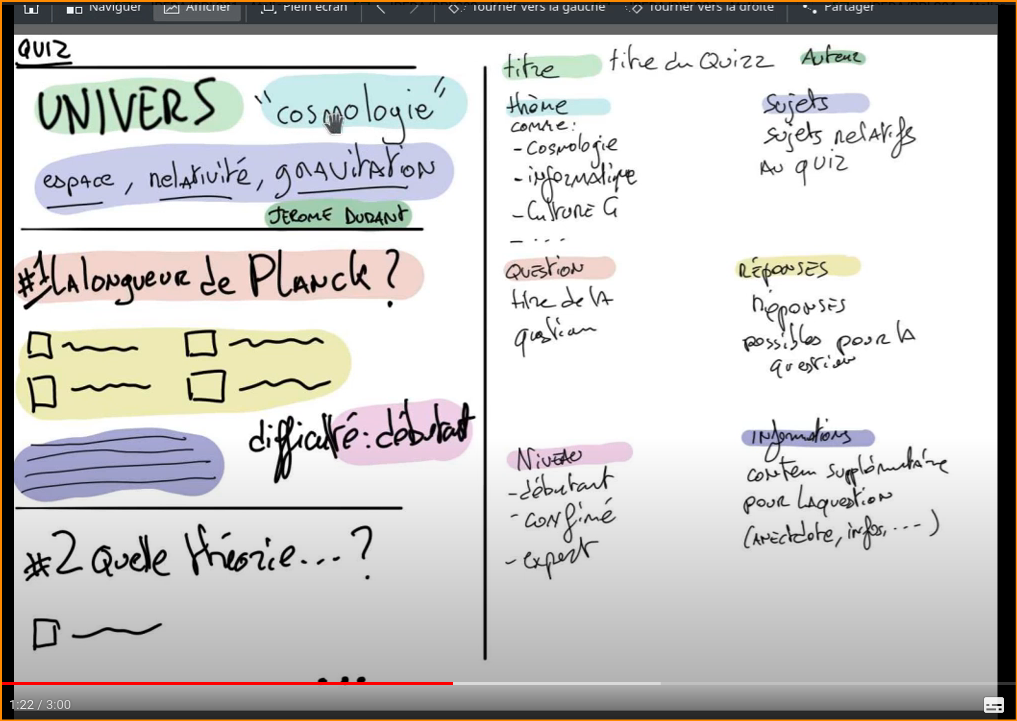 Naviguer Afficher Plein écran Tourner vers la gauche Tourner vers la droite Partager
QUIZ
UNIVERS "cosmologie"
espace, relativité, gravitation
JEROME DURANT
#1 La longueur de Planck ?
difficulté : débutant
#2 Quelle théorie... ?
...
titre titre du Quizz Auteur
thème
comme :
- Cosmologie
- informatique
- Culture G
- ...
Sujets
sujets relatifs
au quiz
QUESTION
titre de la
question
RÉPONSES
Réponses
possibles pour la
question
Niveau
- débutant
- confirmé
- expert
Informations
contenu supplémentaire
pour la question
(anecdote, infos, ...)
1:22 / 3:00